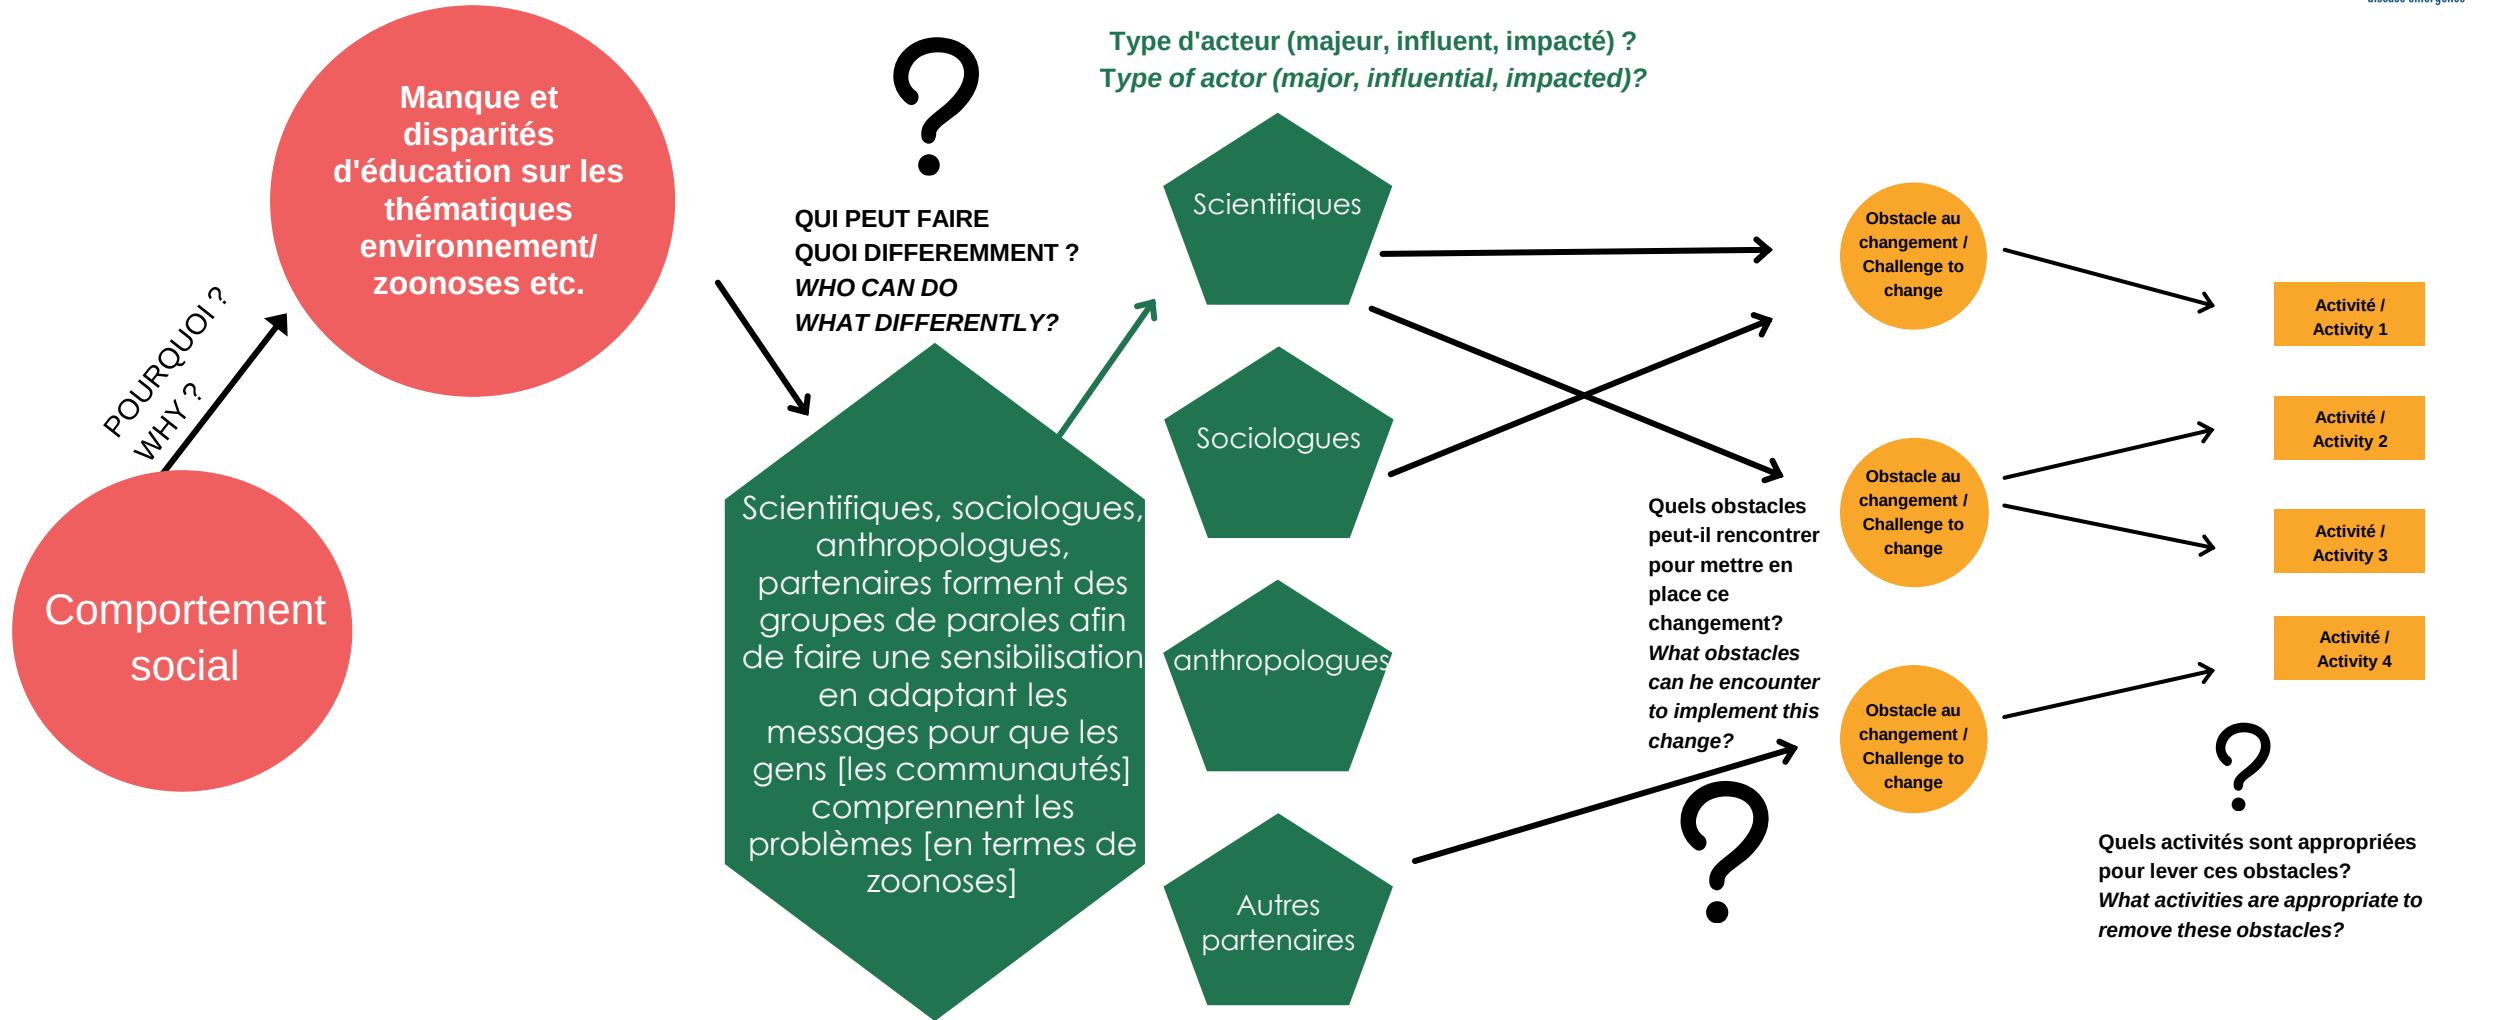 disease emergence
Type d'acteur (majeur, influent, impacté) ?
Type of actor (major, influential, impacted)?
Manque et
disparités
d'éducation sur les
thématiques
environnement/
zoonoses etc.
POURQUOI ?
WHY ?
Comportement
social
QUI PEUT FAIRE
QUOI DIFFEREMMENT ?
WHO CAN DO
WHAT DIFFERENTLY?
Scientifiques, sociologues,
anthropologues,
partenaires forment des
groupes de paroles afin
de faire une sensibilisation
en adaptant les
messages pour que les
gens [les communautés]
comprennent les
problèmes [en termes de
zoonoses]
Scientifiques
Sociologues
anthropologues
Autres
partenaires
Quels obstacles
peut-il rencontrer
pour mettre en
place ce
changement?
What obstacles
can he encounter
to implement this
change?
Obstacle au
changement /
Challenge to
change
Obstacle au
changement /
Challenge to
change
Obstacle au
changement /
Challenge to
change
Activité /
Activity 1
Activité /
Activity 2
Activité /
Activity 3
Activité /
Activity 4
Quels activités sont appropriées
pour lever ces obstacles?
What activities are appropriate to
remove these obstacles?